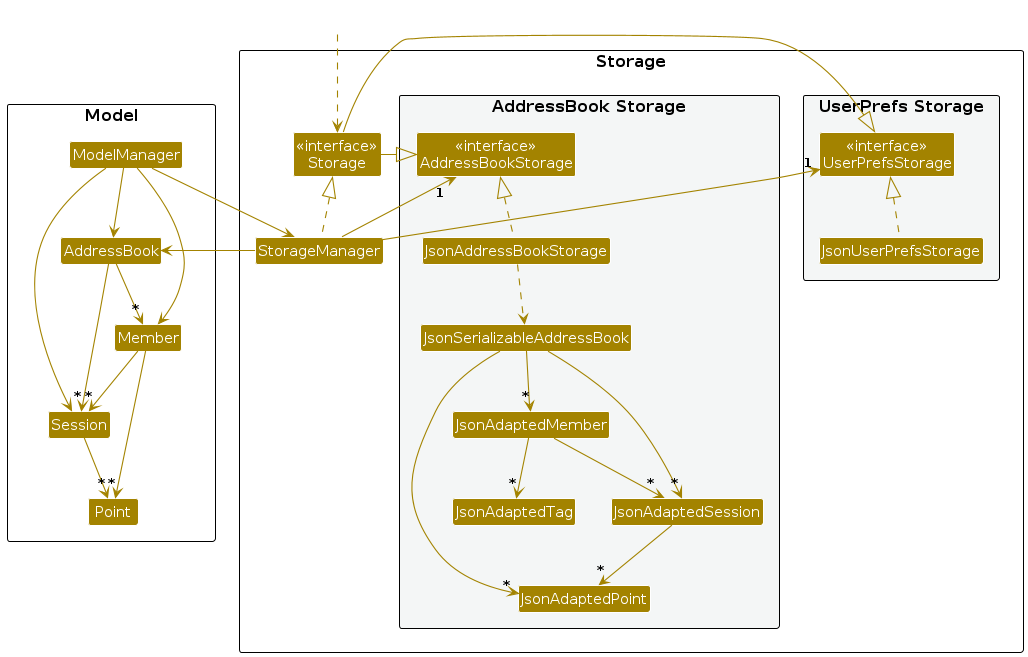 Storage
Model
AddressBook Storage
UserPrefs Storage
«interface»
Storage
«interface»
AddressBookStorage
«interface»
UserPrefsStorage
ModelManager
1
1
AddressBook
StorageManager
JsonAddressBookStorage
JsonUserPrefsStorage
*
Member
JsonSerializableAddressBook
* *
*
Session
JsonAdaptedMember
* *
*
*
*
Point
JsonAdaptedTag
JsonAdaptedSession
*
*
JsonAdaptedPoint